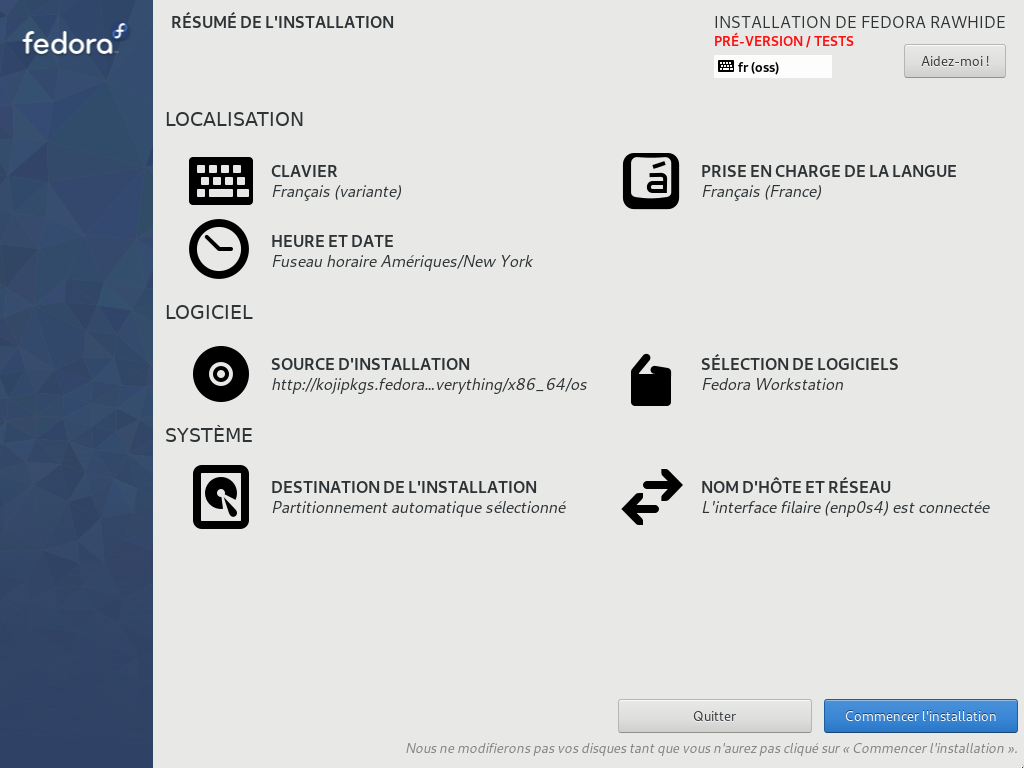 fedora
RÉSUMÉ DE L'INSTALLATION
INSTALLATION DE FEDORA RAWHIDE
PRÉ-VERSION / TESTS
fr (oss)
Aidez-moi !
LOCALISATION
CLAVIER
Français (variante)
PRISE EN CHARGE DE LA LANGUE
Français (France)
HEURE ET DATE
Fuseau horaire Amériques/New York
LOGICIEL
SOURCE D'INSTALLATION
http://kojipkgs.fedora...verything/x86_64/os
SÉLECTION DE LOGICIELS
Fedora Workstation
SYSTÈME
DESTINATION DE L'INSTALLATION
Partitionnement automatique sélectionné
NOM D'HÔTE ET RÉSEAU
L'interface filaire (enp0s4) est connectée
Quitter
Commencer l'installation
Nous ne modifierons pas vos disques tant que vous n'aurez pas cliqué sur « Commencer l'installation ».